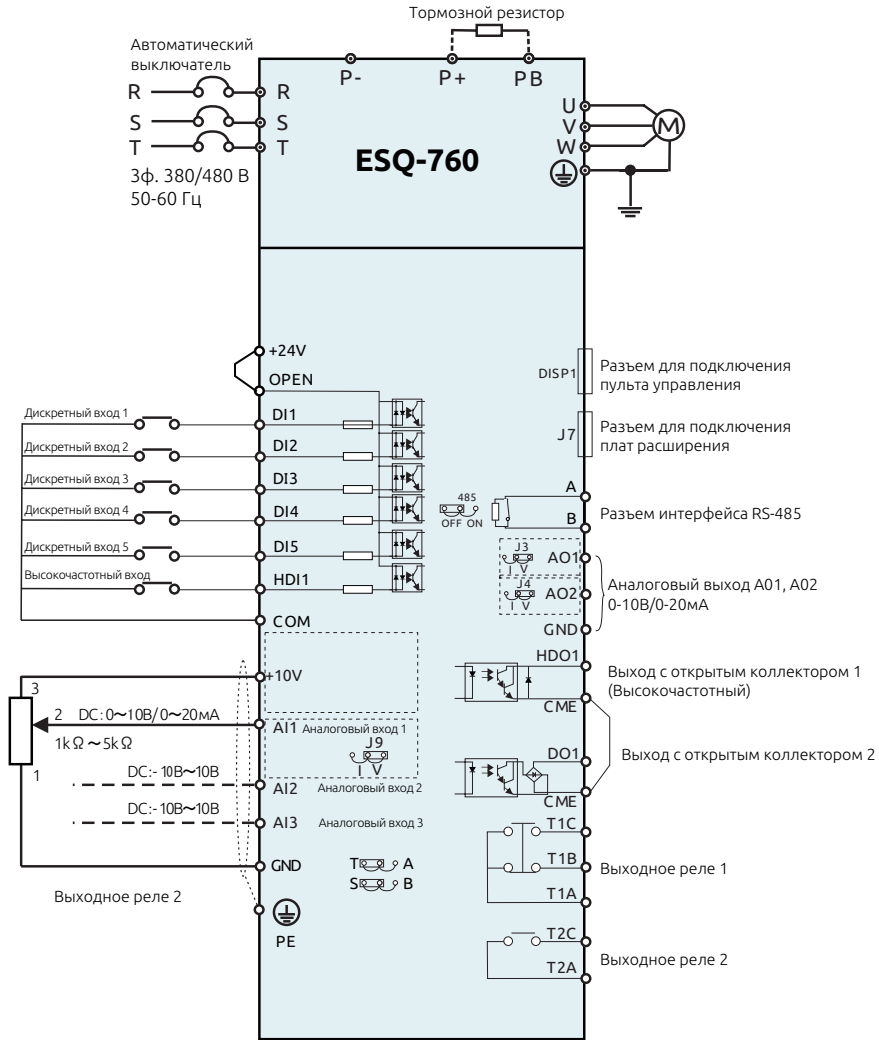 Тормозной резистор
Автоматический
выключатель
P-
P+
PB
R
R
S
S
T
T
3ф. 380/480 В
50-60 Гц
ESQ-760
U
V
W
M
+24V
OPEN
DISP1
Разъем для подключения
пульта управления
J7
Разъем для подключения
плат расширения
Дискретный вход 1
DI1
Дискретный вход 2
DI2
Дискретный вход 3
DI3
Дискретный вход 4
DI4
Дискретный вход 5
DI5
Высокочастотный вход
HDI1
COM
485
OFF ON
A
B
Разъем интерфейса RS-485
J3
I V
AO1
J4
I V
AO2
GND
Аналоговый выход A01, A02
0-10В/0-20мА
HDO1
CME
Выход с открытым коллектором 1
(Высокочастотный)
DO1
CME
Выход с открытым коллектором 2
+10V
3
2 DC: 0~10В/0~20мА
1k Ω ~5k Ω
1
AI1 Аналоговый вход 1
J9
I V
DC:-10В~10В
AI2 Аналоговый вход 2
DC:-10В~10В
AI3 Аналоговый вход 3
GND
T A
S B
Выходное реле 2
PE
T1C
T1B
T1A
Выходное реле 1
T2C
T2A
Выходное реле 2